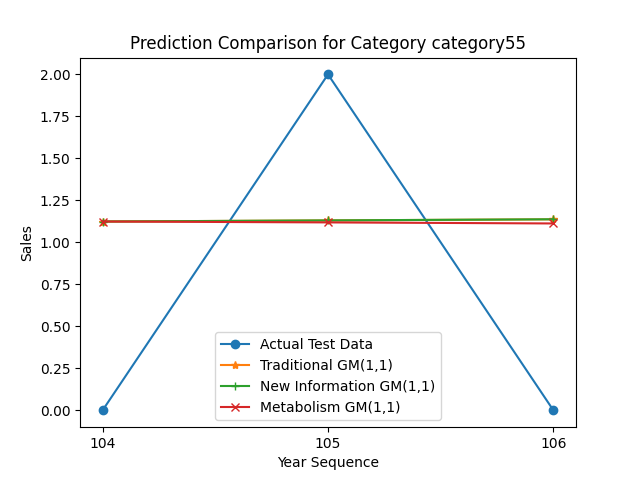 Prediction Comparison for Category category55
2.00
1.75
1.50
1.25
1.00
0.75
0.50
0.25
0.00
Sales
Actual Test Data
Traditional GM(1,1)
New Information GM(1,1)
Metabolism GM(1,1)
104 105 106
Year Sequence